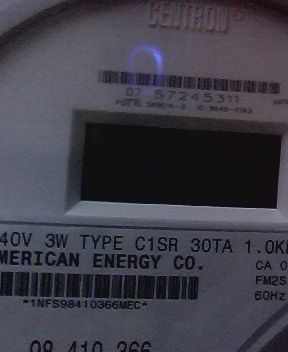 CENTRON
07 57245311
40V 3W TYPE C1SR 30TA 1.0K
MERICAN ENERGY CO.
CA 0
FM2S
60Hz
*1NFS98410366MEC*
98 410 366